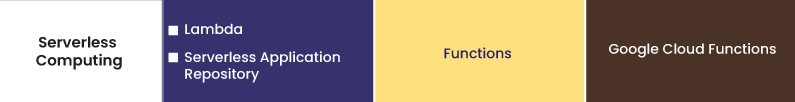 Serverless
Computing
Lambda
Serverless Application
Repository
Functions
Google Cloud Functions